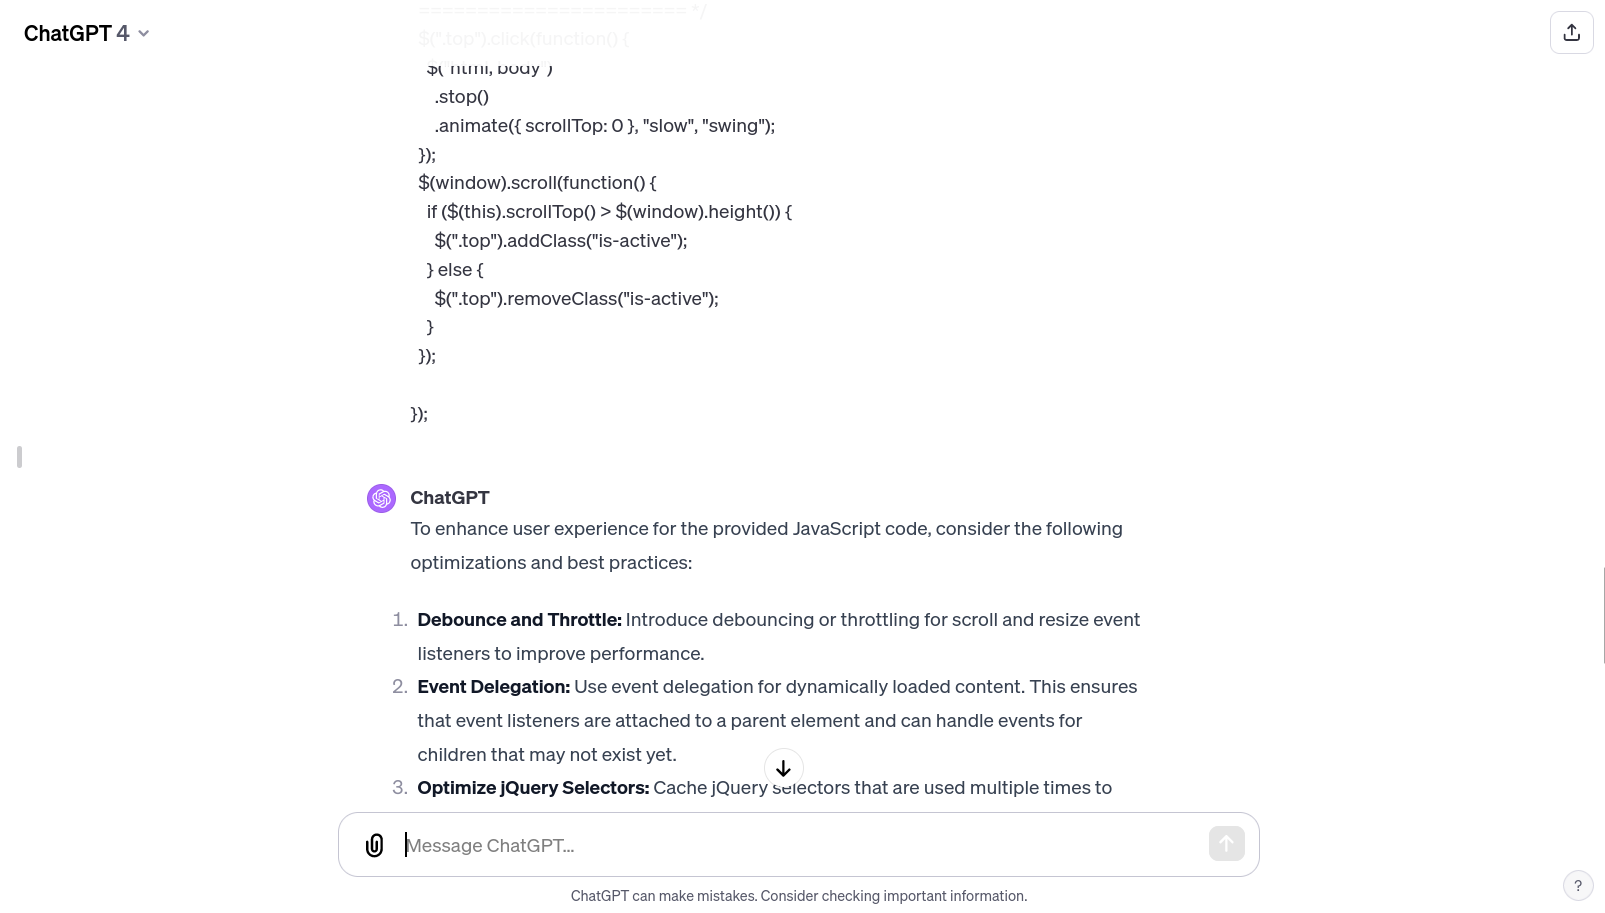 ChatGPT 4
======================= */
$(".top").click(function() {
$("html, body")
.stop()
.animate({ scrollTop: 0 }, "slow", "swing");
});
$(window).scroll(function() {
if ($(this).scrollTop() > $(window).height()) {
$(".top").addClass("is-active");
} else {
$(".top").removeClass("is-active");
}
});
});
ChatGPT
To enhance user experience for the provided JavaScript code, consider the following
optimizations and best practices:
1. Debounce and Throttle: Introduce debouncing or throttling for scroll and resize event
listeners to improve performance.
2. Event Delegation: Use event delegation for dynamically loaded content. This ensures
that event listeners are attached to a parent element and can handle events for
children that may not exist yet.
3. Optimize jQuery Selectors: Cache jQuery selectors that are used multiple times to
Message ChatGPT...
ChatGPT can make mistakes. Consider checking important information.
?